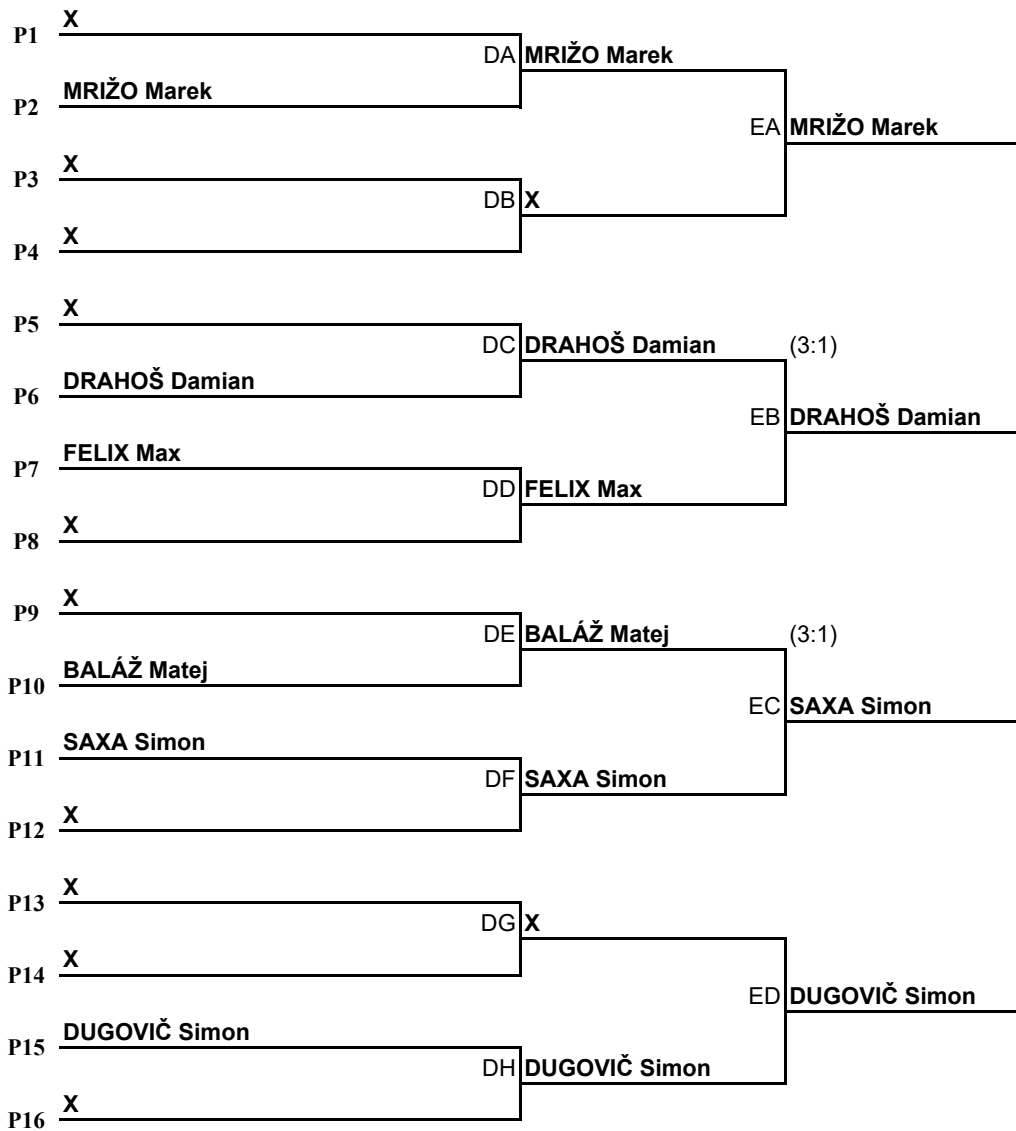 P1 X
DA MRIŽO Marek
P2 MRIŽO Marek
EA MRIŽO Marek
P3 X
DB X
P4 X
P5 X
DC DRAHOŠ Damian (3:1)
P6 DRAHOŠ Damian
EB DRAHOŠ Damian
P7 FELIX Max
DD FELIX Max
P8 X
P9 X
DE BALÁŽ Matej (3:1)
P10 BALÁŽ Matej
EC SAXA Simon
P11 SAXA Simon
DF SAXA Simon
P12 X
P13 X
DG X
P14 X
ED DUGOVIČ Simon
P15 DUGOVIČ Simon
DH DUGOVIČ Simon
P16 X